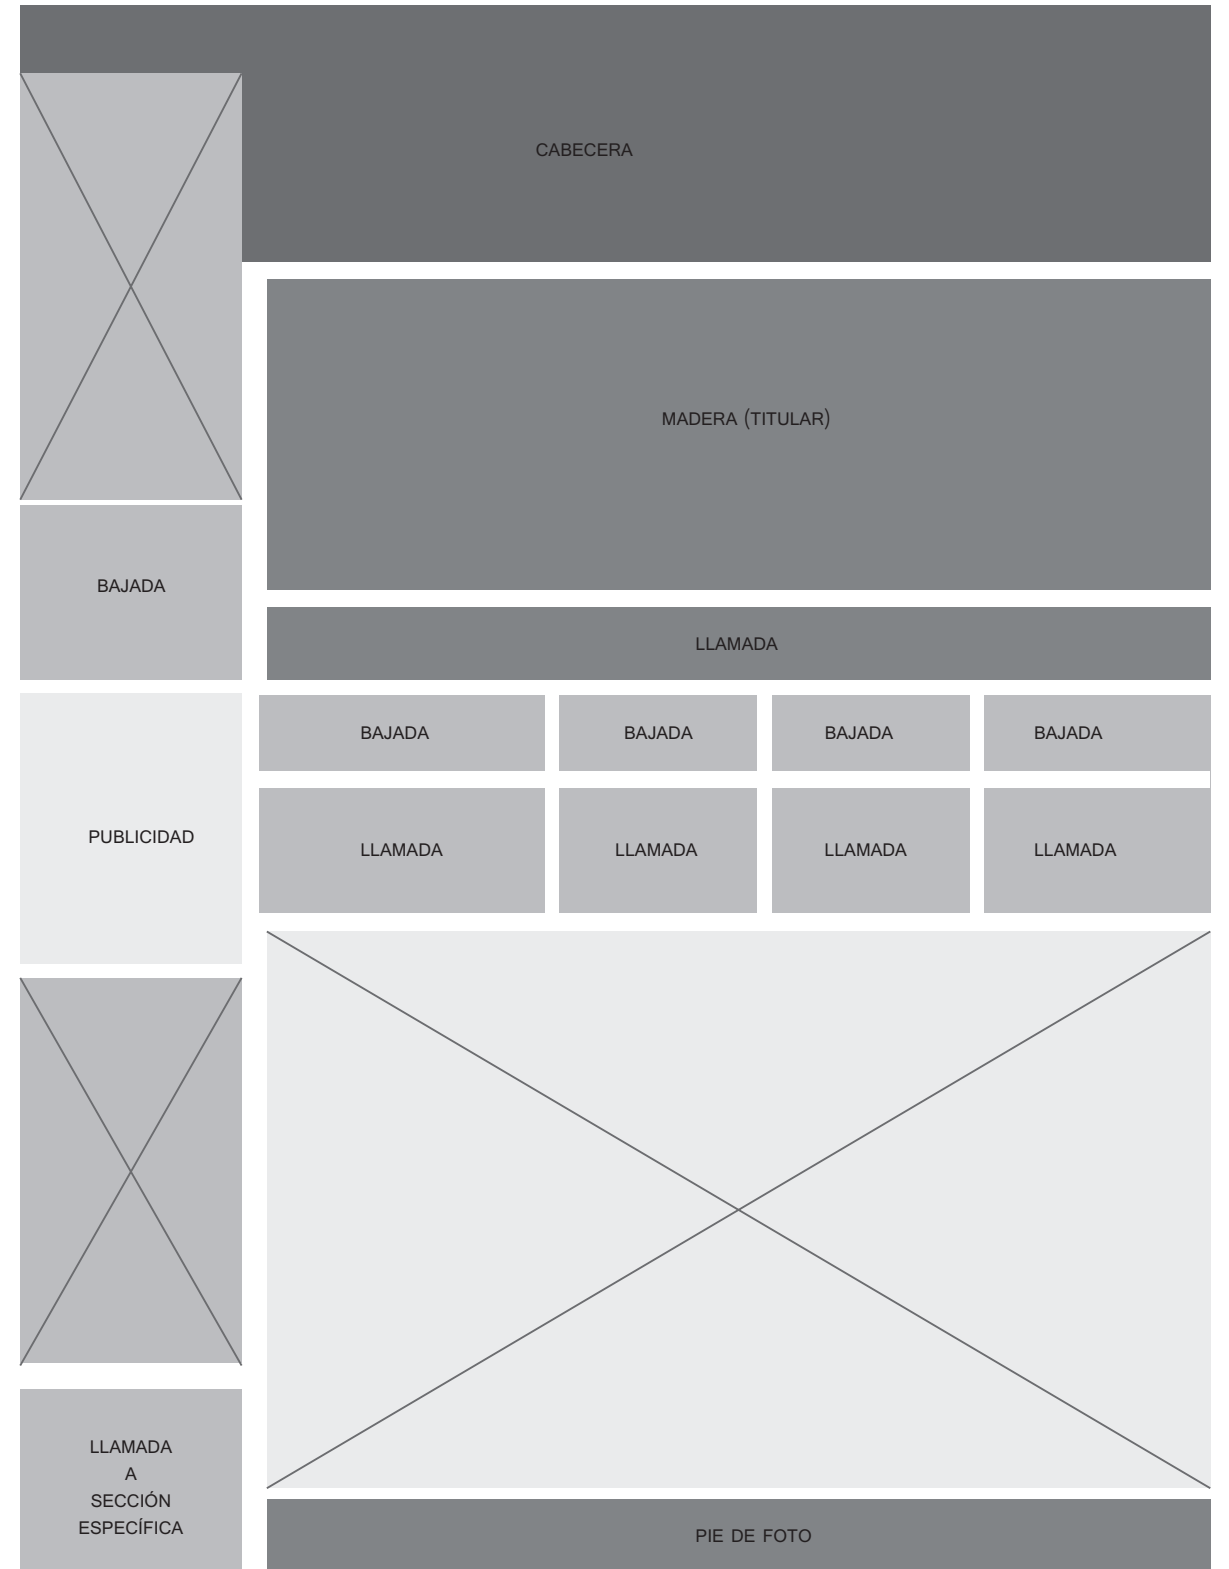 CABECERA
MADERA (TITULAR)
BAJADA
LLAMADA
BAJADA BAJADA BAJADA BAJADA
PUBLICIDAD
LLAMADA LLAMADA LLAMADA LLAMADA
LLAMADA
A
SECCIÓN
ESPECÍFICA
PIE DE FOTO